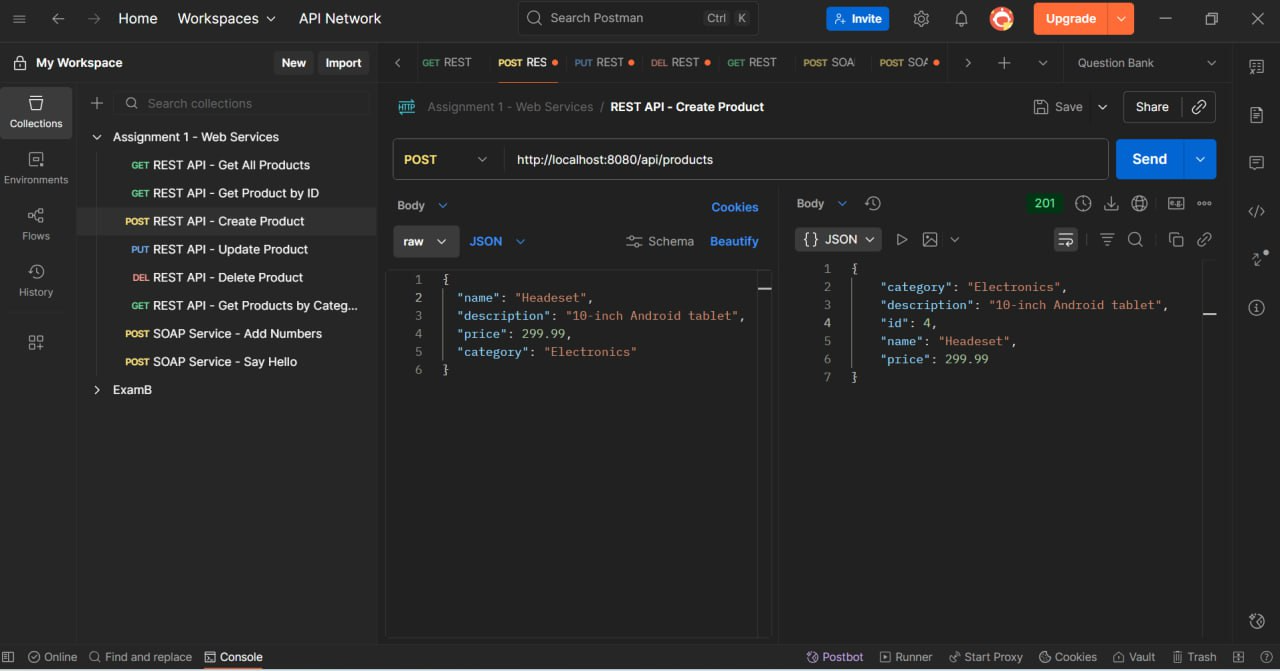 Home Workspaces API Network Search Postman Ctrl K Invite Upgrade
My Workspace New Import
GET REST POST RES PUT REST DEL REST GET REST POST SOA POST SOA Question Bank
Collections
Environments
Flows
History
Search collections
Assignment 1 - Web Services
GET REST API - Get All Products
GET REST API - Get Product by ID
POST REST API - Create Product
PUT REST API - Update Product
DEL REST API - Delete Product
GET REST API - Get Products by Categ...
POST SOAP Service - Add Numbers
POST SOAP Service - Say Hello
ExamB
HTTP Assignment 1 - Web Services / REST API - Create Product Save Share
POST http://localhost:8080/api/products Send
Body Cookies
raw JSON Schema Beautify
1 {
2 "name": "Headeset",
3 "description": "10-inch Android tablet",
4 "price": 299.99,
5 "category": "Electronics"
6 }
Body 201
{} JSON
1 {
2 "category": "Electronics",
3 "description": "10-inch Android tablet",
4 "id": 4,
5 "name": "Headeset",
6 "price": 299.99
7 }
Online Find and replace Console Postbot Runner Start Proxy Cookies Vault Trash